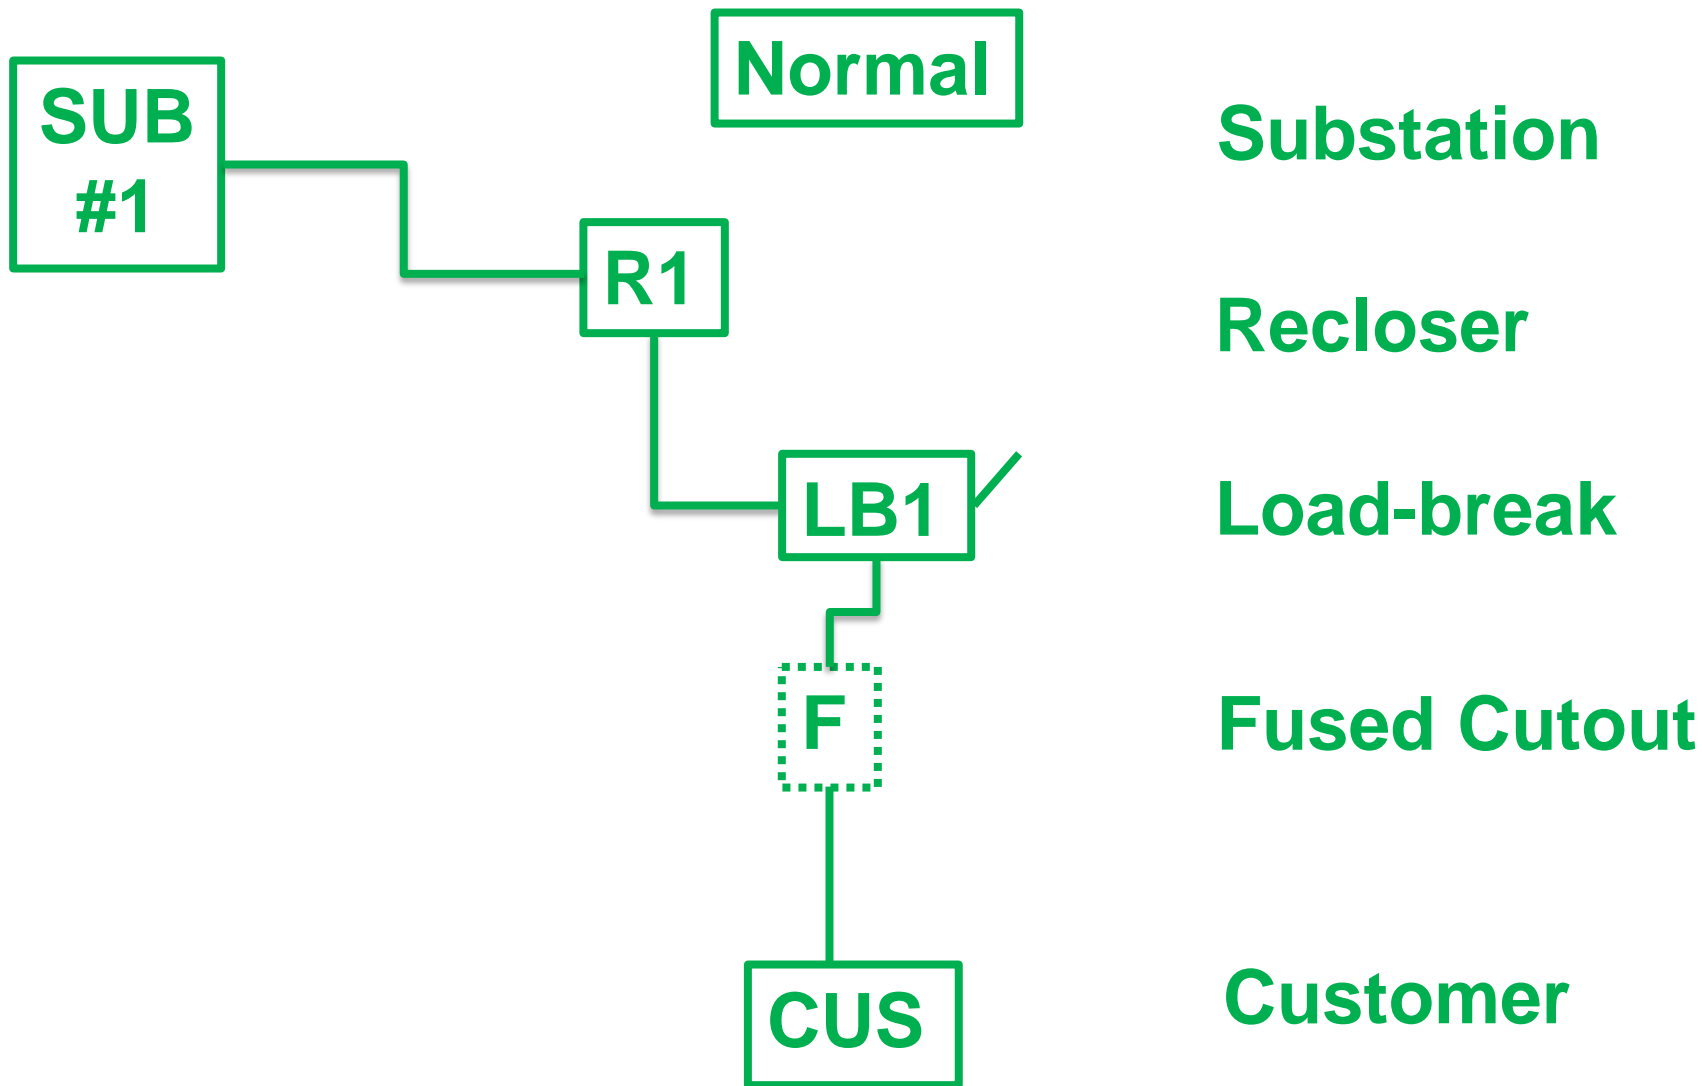 Normal
SUB
#1
Substation
R1
Recloser
LB1
Load-break
F
Fused Cutout
CUS
Customer